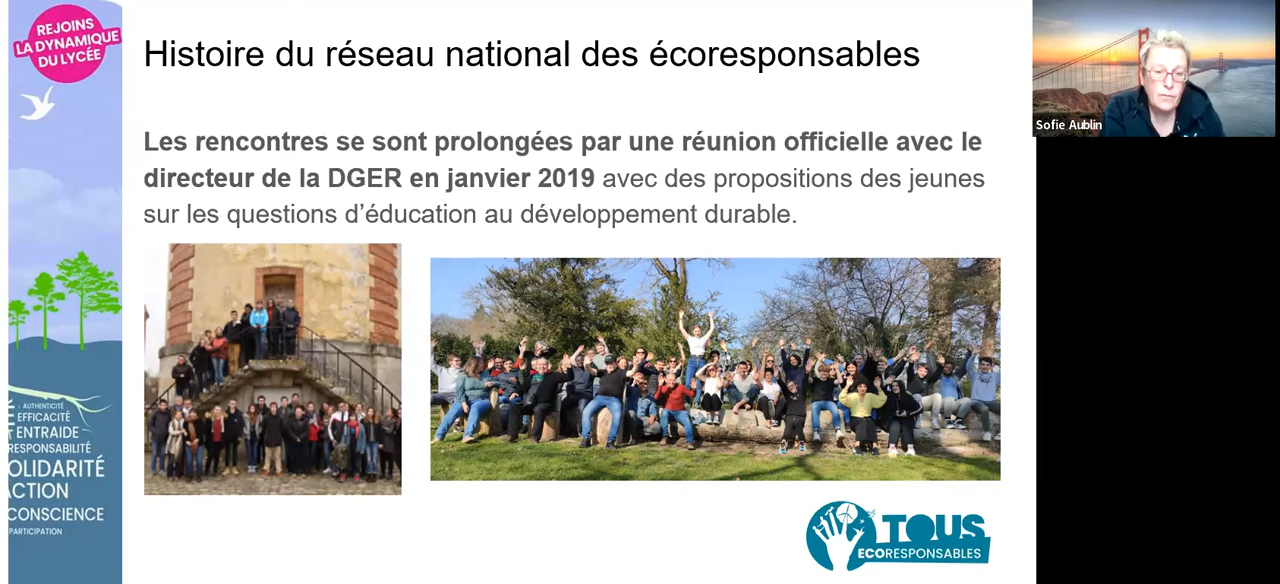 REJOINS
LA DYNAMIQUE
DU LYCÉE
Histoire du réseau national des écoresponsables
Les rencontres se sont prolongées par une réunion officielle avec le
directeur de la DGER en janvier 2019 avec des propositions des jeunes
sur les questions d’éducation au développement durable.
Sofie Aublin
AUTHENTICITÉ
EFFICACITÉ
ENTRAIDE
RESPONSABILITÉ
OLIDARITÉ
ACTION
CONSCIENCE
PARTICIPATION
TOUS
ECORESPONSABLES